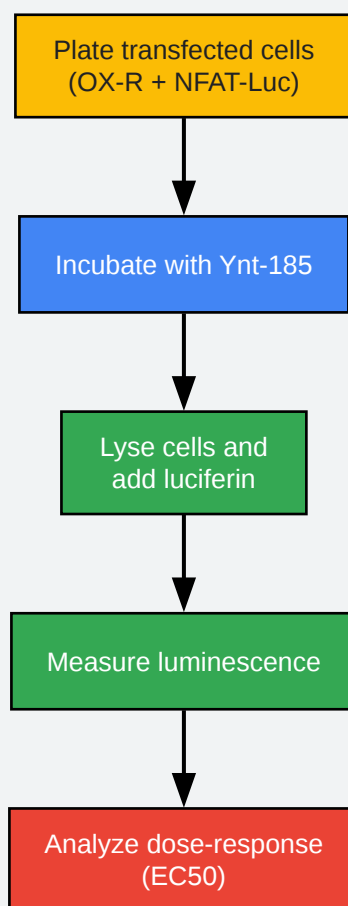 Plate transfected cells
(OX-R + NFAT-Luc)
Incubate with Ynt-185
Lyse cells and
add luciferin
Measure luminescence
Analyze dose-response
(EC50)